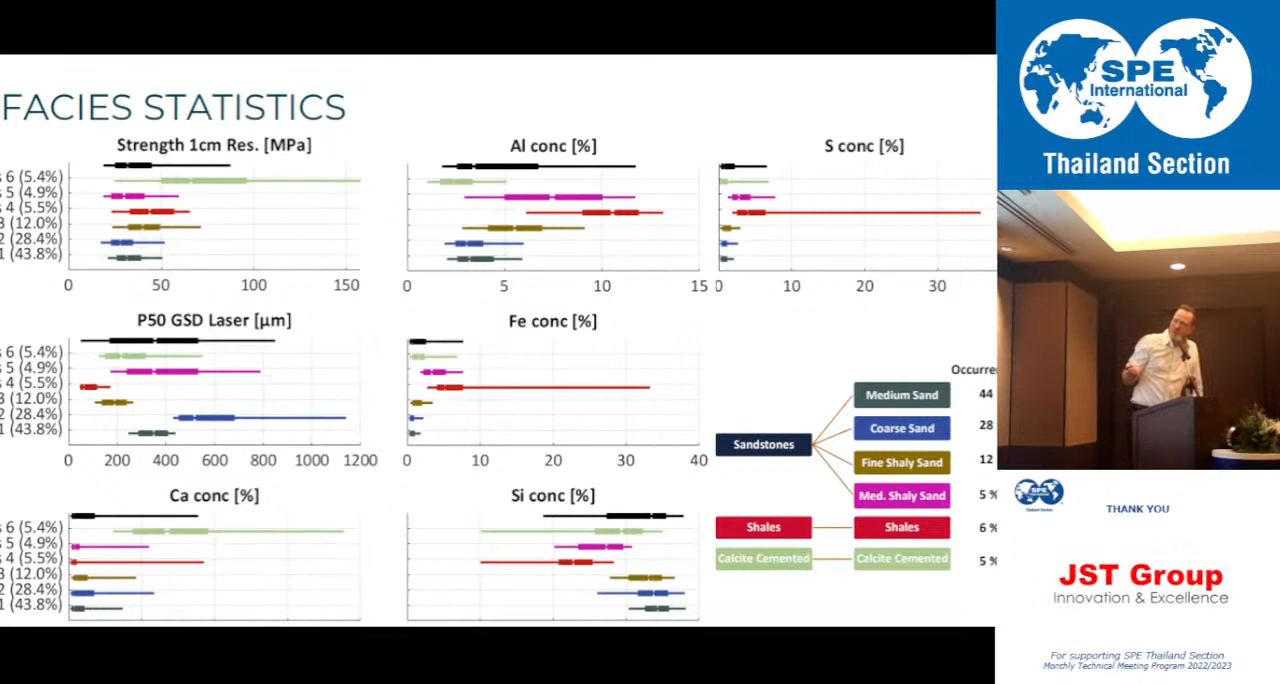 FACIES STATISTICS
Strength 1cm Res. [MPa]
s 6 (5.4%)
s 5 (4.9%)
s 4 (5.5%)
3 (12.0%)
2 (28.4%)
1 (43.8%)
0 50 100 150
Al conc [%]
0 5 10 15
S conc [%]
0 10 20 30
P50 GSD Laser [µm]
s 6 (5.4%)
s 5 (4.9%)
s 4 (5.5%)
3 (12.0%)
2 (28.4%)
1 (43.8%)
0 200 400 600 800 1000 1200
Fe conc [%]
0 10 20 30 40
Ca conc [%]
s 6 (5.4%)
s 5 (4.9%)
s 4 (5.5%)
3 (12.0%)
2 (28.4%)
1 (43.8%)
Si conc [%]
Occurre
Sandstones
Medium Sand 44
Coarse Sand 28
Fine Shaly Sand 12
Med. Shaly Sand 5 %
Shales Shales 6 %
Calcite Cemented Calcite Cemented 5 %
SPE
International
Thailand Section
SPE
THANK YOU
JST Group
Innovation & Excellence
For supporting SPE Thailand Section
Monthly Technical Meeting Program 2022/2023